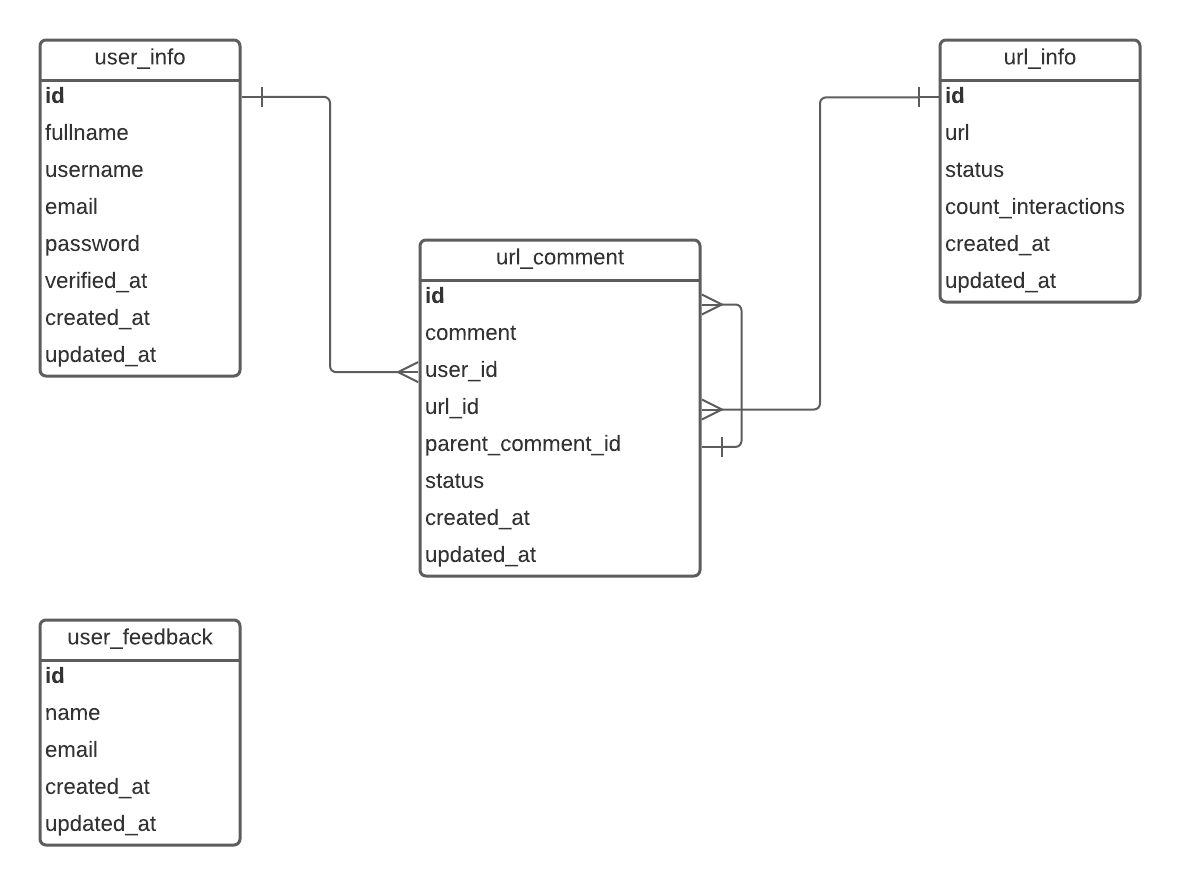 user_info
id
fullname
username
email
password
verified_at
created_at
updated_at
url_comment
id
comment
user_id
url_id
parent_comment_id
status
created_at
updated_at
url_info
id
url
status
count_interactions
created_at
updated_at
user_feedback
id
name
email
created_at
updated_at